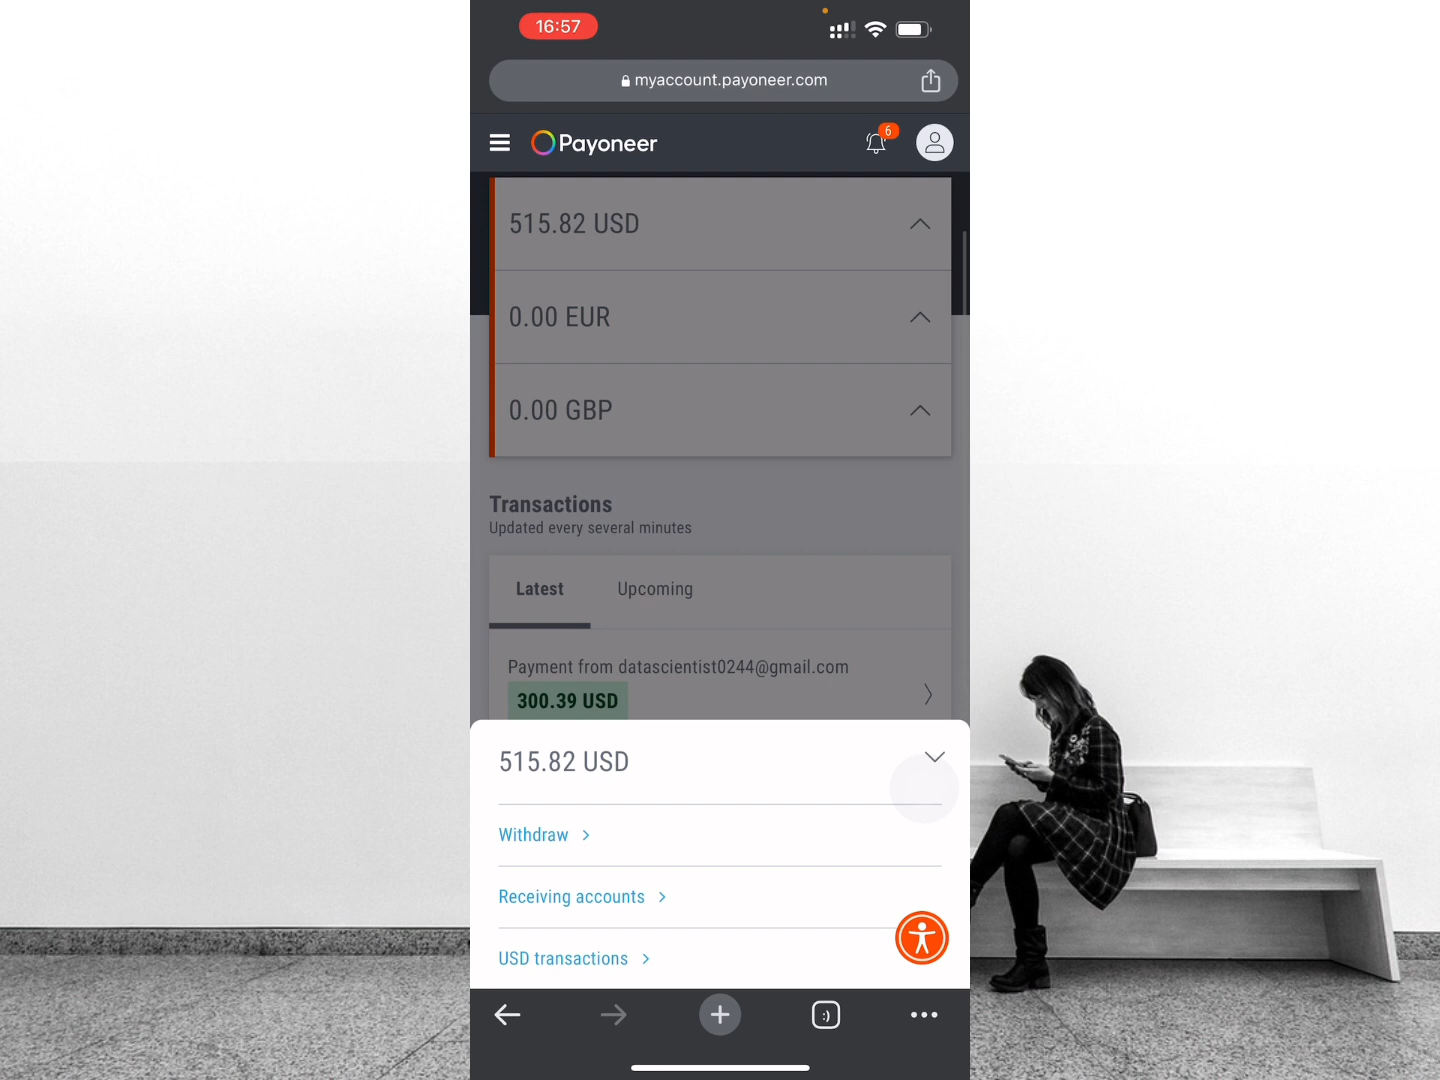 16:57
myaccount.payoneer.com
Payoneer
6
515.82 USD
0.00 EUR
0.00 GBP
Transactions
Updated every several minutes
Latest Upcoming
Payment from datascientist0244@gmail.com
300.39 USD
515.82 USD
Withdraw
Receiving accounts
USD transactions
:)